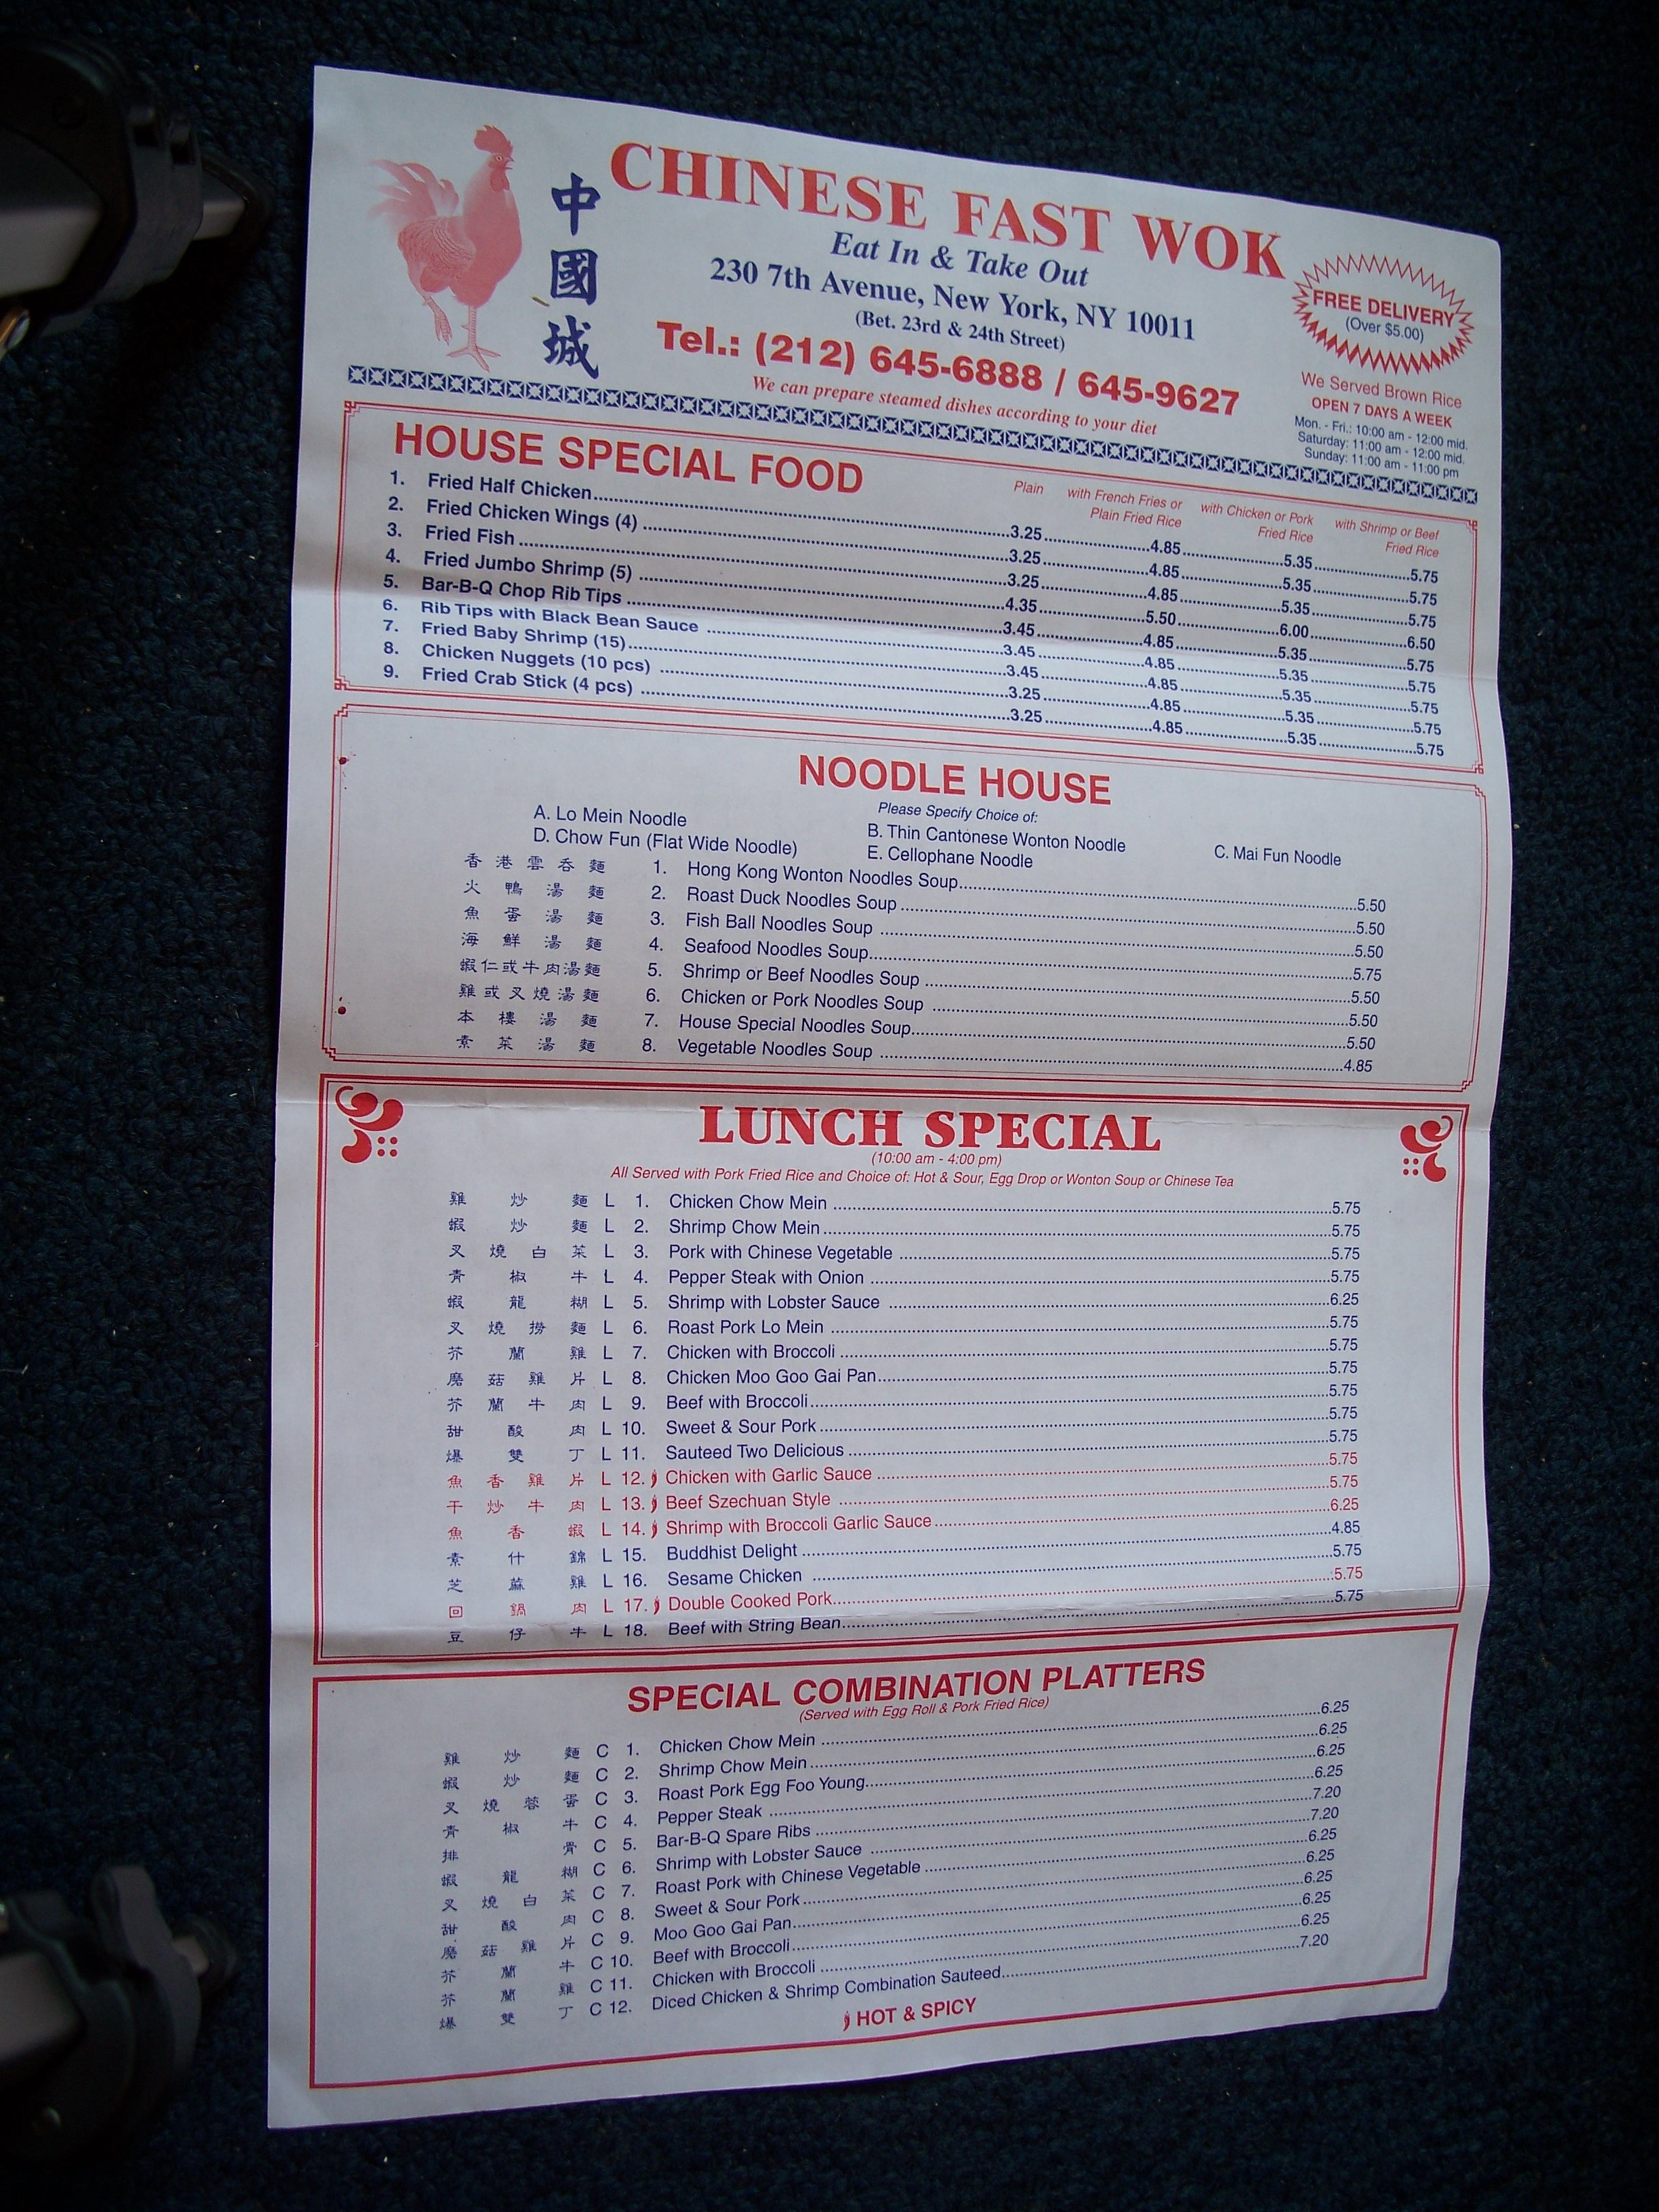 中國城
CHINESE FAST WOK
Eat In & Take Out
230 7th Avenue, New York, NY 10011
(Bet. 23rd & 24th Street)
Tel.: (212) 645-6888 / 645-9627
We can prepare steamed dishes according to your diet
FREE DELIVERY
(Over $5.00)
We Served Brown Rice
OPEN 7 DAYS A WEEK
Mon. - Fri.: 10:00 am - 12:00 mid.
Saturday: 11:00 am - 12:00 mid.
Sunday: 11:00 am - 11:00 pm
HOUSE SPECIAL FOOD
Plain with French Fries or Plain Fried Rice with Chicken or Pork Fried Rice with Shrimp or Beef Fried Rice
1. Fried Half Chicken 3.25 4.85 5.35 5.75
2. Fried Chicken Wings (4) 3.25 4.85 5.35 5.75
3. Fried Fish 3.25 4.85 5.35 5.75
4. Fried Jumbo Shrimp (5) 4.35 5.50 6.00 6.50
5. Bar-B-Q Chop Rib Tips 3.45 4.85 5.35 5.75
6. Rib Tips with Black Bean Sauce 3.45 4.85 5.35 5.75
7. Fried Baby Shrimp (15) 3.45 4.85 5.35 5.75
8. Chicken Nuggets (10 pcs) 3.25 4.85 5.35 5.75
9. Fried Crab Stick (4 pcs) 3.25 4.85 5.35 5.75
NOODLE HOUSE
Please Specify Choice of:
A. Lo Mein Noodle B. Thin Cantonese Wonton Noodle C. Mai Fun Noodle
D. Chow Fun (Flat Wide Noodle) E. Cellophane Noodle
香港雲吞麵 1. Hong Kong Wonton Noodles Soup 5.50
火鴨湯麵 2. Roast Duck Noodles Soup 5.50
魚蛋湯麵 3. Fish Ball Noodles Soup 5.50
海鮮湯麵 4. Seafood Noodles Soup 5.75
蝦仁或牛肉湯麵 5. Shrimp or Beef Noodles Soup 5.50
雞或叉燒湯麵 6. Chicken or Pork Noodles Soup 5.50
本樓湯麵 7. House Special Noodles Soup 5.50
素菜湯麵 8. Vegetable Noodles Soup 4.85
LUNCH SPECIAL
(10:00 am - 4:00 pm)
All Served with Pork Fried Rice and Choice of: Hot & Sour, Egg Drop or Wonton Soup or Chinese Tea
雞炒麵 L 1. Chicken Chow Mein 5.75
蝦炒麵 L 2. Shrimp Chow Mein 5.75
叉燒白菜 L 3. Pork with Chinese Vegetable 5.75
青椒牛 L 4. Pepper Steak with Onion 5.75
蝦龍糊 L 5. Shrimp with Lobster Sauce 6.25
叉燒撈麵 L 6. Roast Pork Lo Mein 5.75
芥蘭雞 L 7. Chicken with Broccoli 5.75
磨菇雞片 L 8. Chicken Moo Goo Gai Pan 5.75
芥蘭牛肉 L 9. Beef with Broccoli 5.75
甜酸肉 L 10. Sweet & Sour Pork 5.75
爆雙丁 L 11. Sauteed Two Delicious 5.75
魚香雞片 L 12. Chicken with Garlic Sauce 5.75
干炒牛肉 L 13. Beef Szechuan Style 5.75
魚香蝦 L 14. Shrimp with Broccoli Garlic Sauce 6.25
素什錦 L 15. Buddhist Delight 4.85
芝蔴雞 L 16. Sesame Chicken 5.75
回鍋肉 L 17. Double Cooked Pork 5.75
豆仔牛 L 18. Beef with String Bean 5.75
SPECIAL COMBINATION PLATTERS
(Served with Egg Roll & Pork Fried Rice)
雞炒麵 C 1. Chicken Chow Mein 6.25
蝦炒麵 C 2. Shrimp Chow Mein 6.25
叉燒蓉蛋 C 3. Roast Pork Egg Foo Young 6.25
青椒牛 C 4. Pepper Steak 6.25
排骨 C 5. Bar-B-Q Spare Ribs 7.20
蝦龍糊 C 6. Shrimp with Lobster Sauce 7.20
叉燒白菜 C 7. Roast Pork with Chinese Vegetable 6.25
甜酸肉 C 8. Sweet & Sour Pork 6.25
磨菇雞片 C 9. Moo Goo Gai Pan 6.25
芥蘭牛 C 10. Beef with Broccoli 6.25
芥蘭雞 C 11. Chicken with Broccoli 6.25
爆雙丁 C 12. Diced Chicken & Shrimp Combination Sauteed 7.20
HOT & SPICY